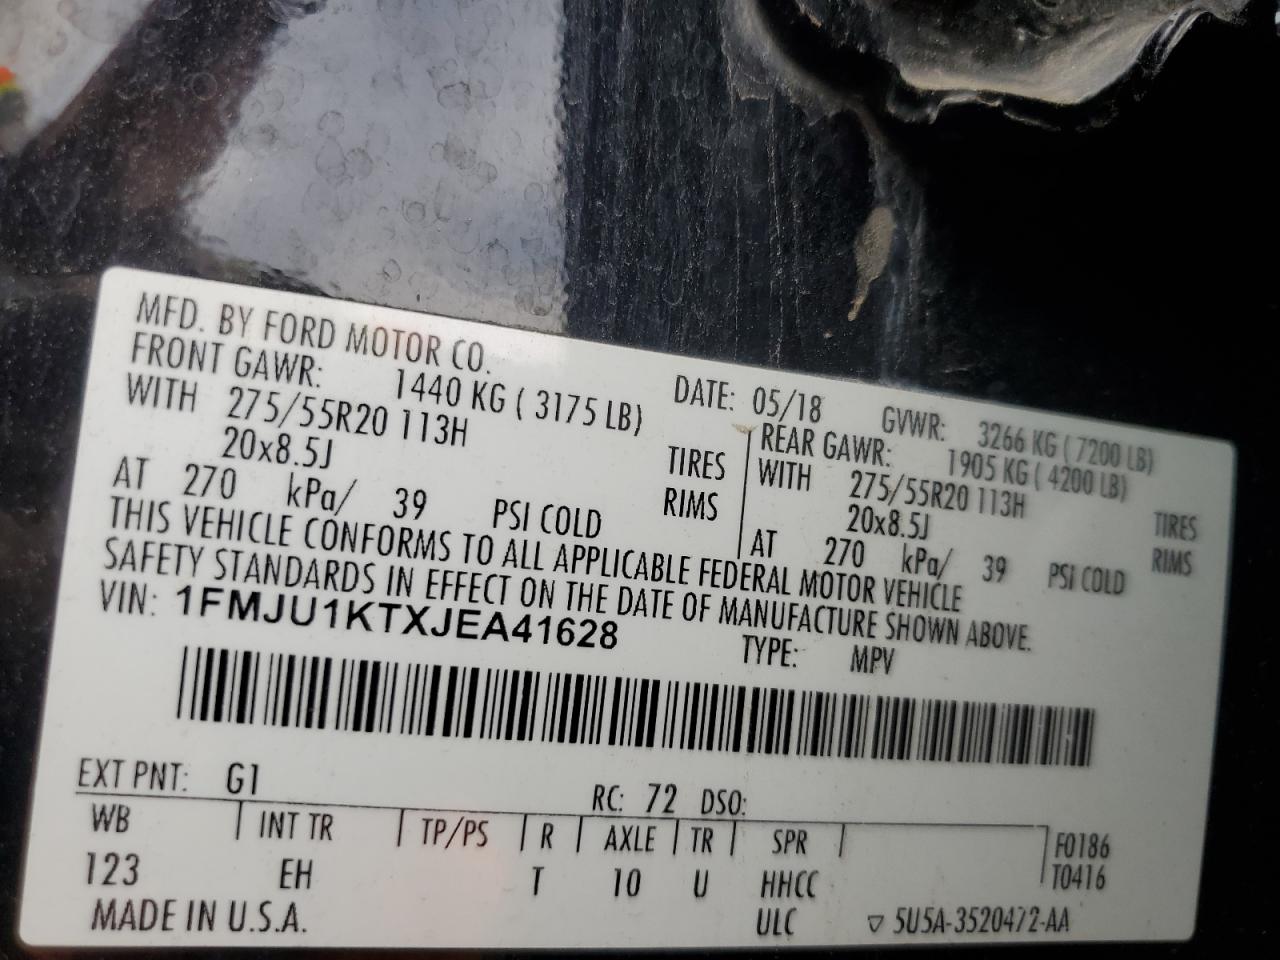 MFD. BY FORD MOTOR CO.
DATE: 05/18 GVWR: 3266 KG ( 7200 LB)
FRONT GAWR: 1440 KG ( 3175 LB)
WITH 275/55R20 113H TIRES
20x8.5J RIMS
AT 270 kPa/ 39 PSI COLD
REAR GAWR: 1905 KG ( 4200 LB)
WITH 275/55R20 113H TIRES
20x8.5J RIMS
AT 270 kPa/ 39 PSI COLD
THIS VEHICLE CONFORMS TO ALL APPLICABLE FEDERAL MOTOR VEHICLE
SAFETY STANDARDS IN EFFECT ON THE DATE OF MANUFACTURE SHOWN ABOVE.
VIN: 1FMJU1KTXJEA41628 TYPE: MPV
EXT PNT: G1 RC: 72 DSO:
WB INT TR TP/PS R AXLE TR SPR F0186
123 EH T 10 U HHCC T0416
MADE IN U.S.A. ULC ▽ 5U5A-3520472-AA